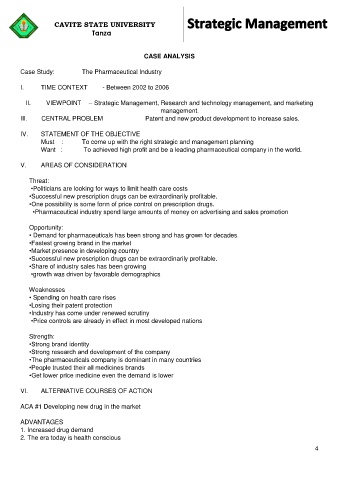 CAVITE STATE UNIVERSITY
Tanza
Strategic Management
CASE ANALYSIS
Case Study: The Pharmaceutical Industry
I. TIME CONTEXT - Between 2002 to 2006
II. VIEWPOINT – Strategic Management, Research and technology management, and marketing
management
III. CENTRAL PROBLEM Patent and new product development to increase sales.
IV. STATEMENT OF THE OBJECTIVE
Must : To come up with the right strategic and management planning
Want : To achieved high profit and be a leading pharmaceutical company in the world.
V. AREAS OF CONSIDERATION
Threat:
•Politicians are looking for ways to limit health care costs
•Successful new prescription drugs can be extraordinarily profitable.
•One possibility is some form of price control on prescription drugs.
•Pharmaceutical industry spend large amounts of money on advertising and sales promotion
Opportunity:
• Demand for pharmaceuticals has been strong and has grown for decades
•Fastest growing brand in the market
•Market presence in developing country
•Successful new prescription drugs can be extraordinarily profitable.
•Share of industry sales has been growing
•growth was driven by favorable demographics
Weaknesses
• Spending on health care rises
•Losing their patent protection
•Industry has come under renewed scrutiny
•Price controls are already in effect in most developed nations
Strength:
•Strong brand identity
•Strong research and development of the company
•The pharmaceuticals company is dominant in many countries
•People trusted their all medicines brands
•Get lower price medicine even the demand is lower
VI. ALTERNATIVE COURSES OF ACTION
ACA #1 Developing new drug in the market
ADVANTAGES
1. Increased drug demand
2. The era today is health conscious
4